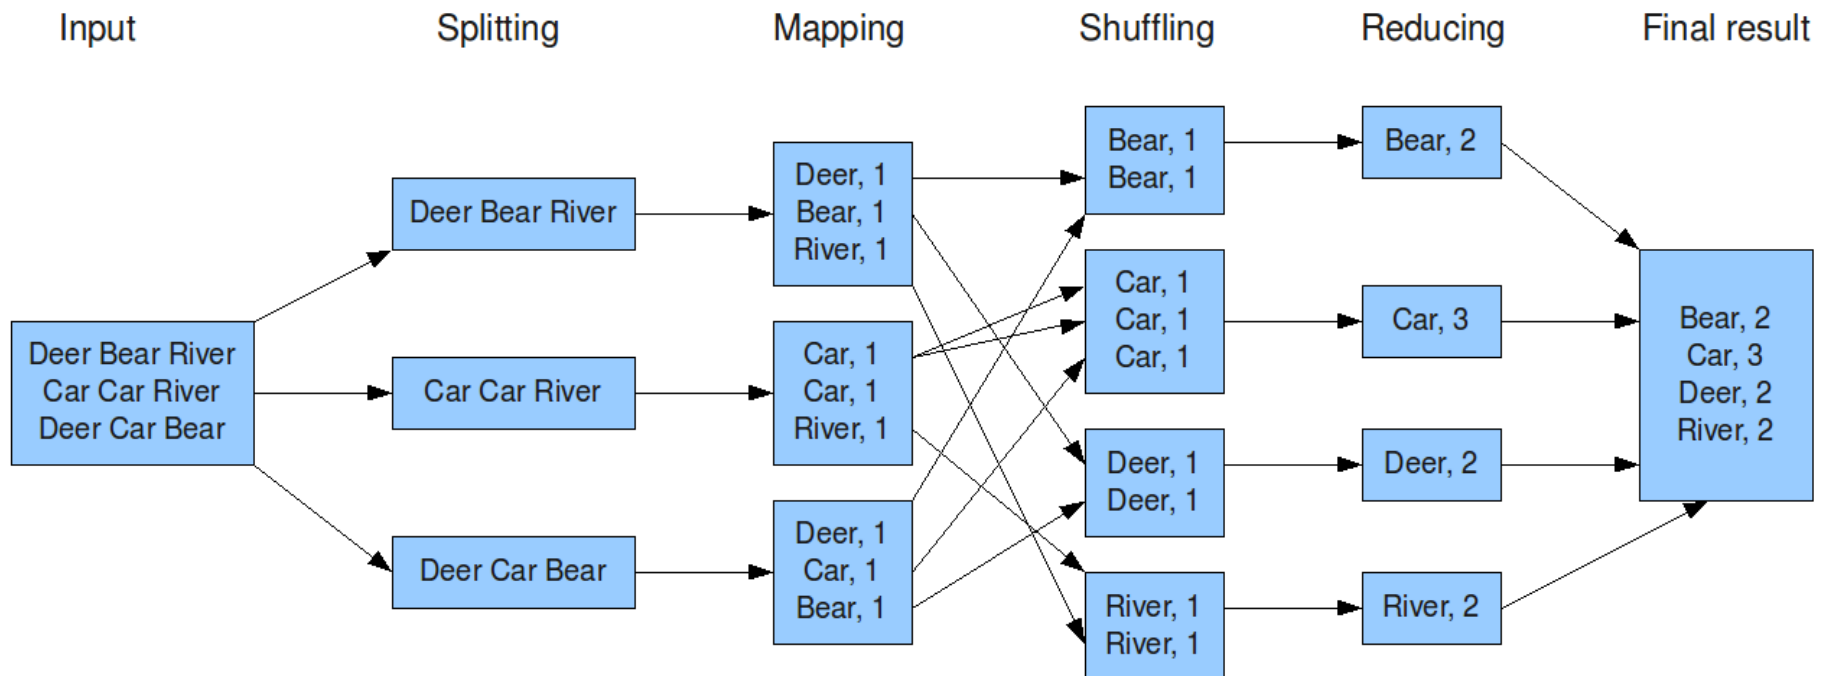 Input
Splitting
Mapping
Shuffling
Reducing
Final result
Deer Bear River
Car Car River
Deer Car Bear
Deer Bear River
Car Car River
Deer Car Bear
Deer, 1
Bear, 1
River, 1
Car, 1
Car, 1
River, 1
Deer, 1
Car, 1
Bear, 1
Bear, 1
Bear, 1
Car, 1
Car, 1
Car, 1
Deer, 1
Deer, 1
River, 1
River, 1
Bear, 2
Car, 3
Deer, 2
River, 2
Bear, 2
Car, 3
Deer, 2
River, 2